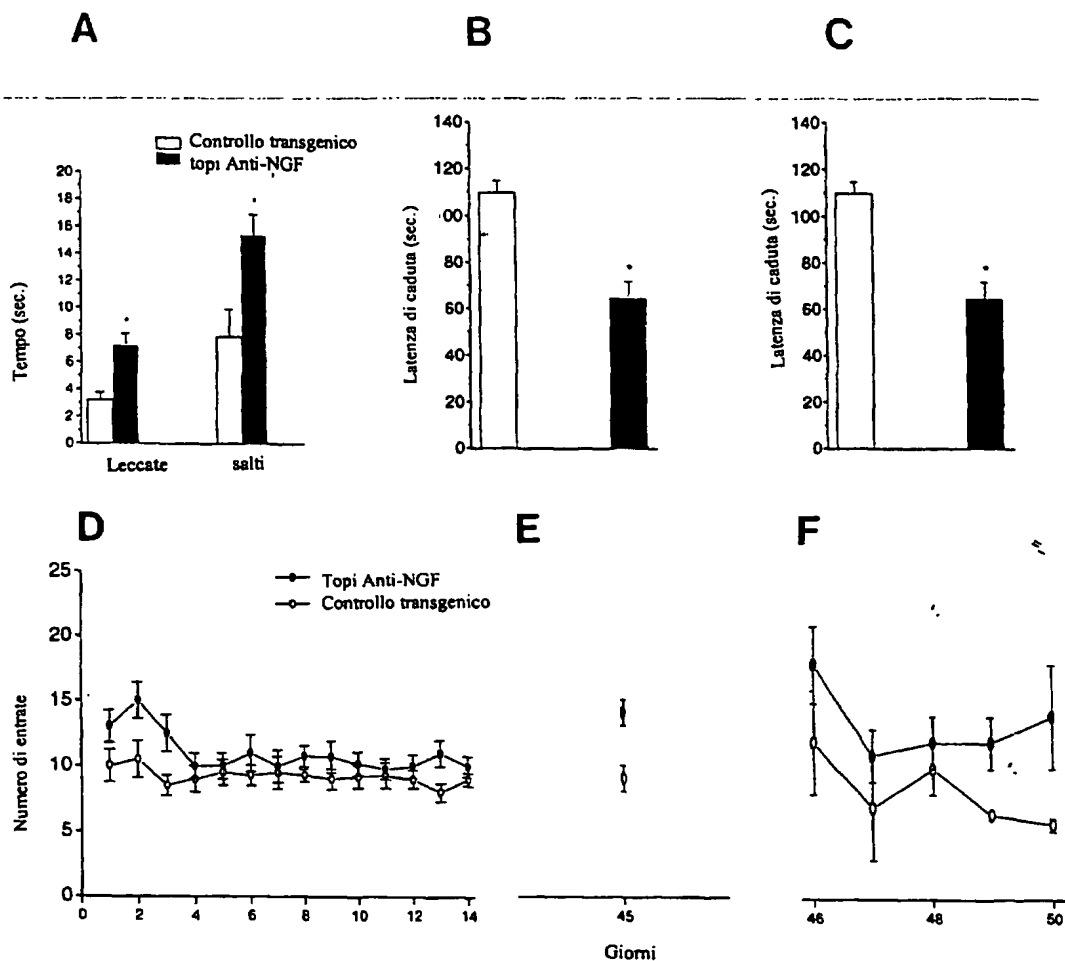 A
B
C
Controllo transgenico
topi Anti-NGF
Tempo (sec.)
20
18
16
14
12
10
8
6
4
2
0
Leccate
salti
Latenza di caduta (sec.)
140
120
100
80
60
40
20
0
Latenza di caduta (sec.)
140
120
100
80
60
40
20
0
D
E
F
Topi Anti-NGF
Controllo transgenico
Numero di entrate
25
20
15
10
5
0
0
2
4
6
8
10
12
14
45
46
48
50
Giorni